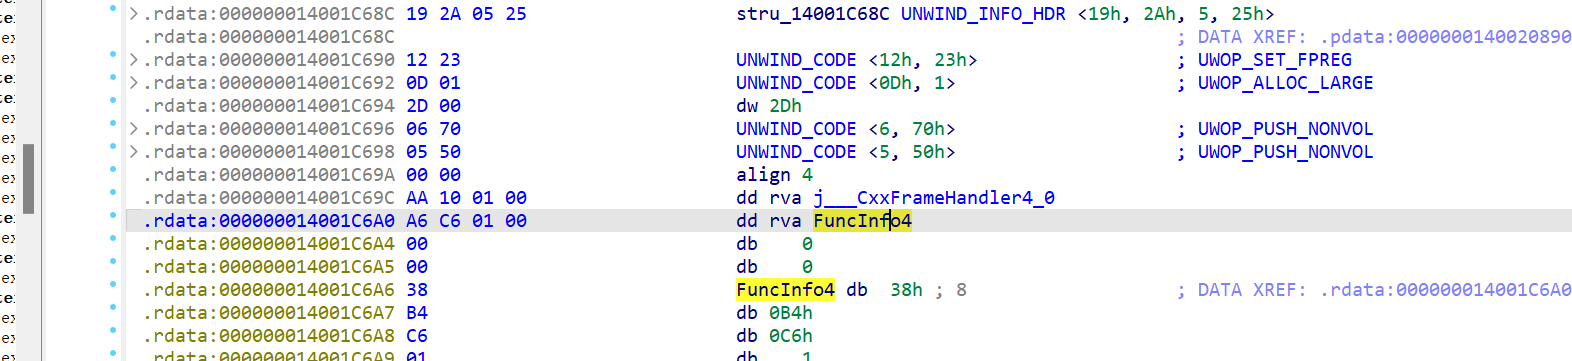 .rdata:000000014001C68C 19 2A 05 25 stru_14001C68C UNWIND_INFO_HDR <19h, 2Ah, 5, 25h>
.rdata:000000014001C68C ; DATA XREF: .pdata:0000000140020890
.rdata:000000014001C690 12 23 UNWIND_CODE <12h, 23h> ; UWOP_SET_FPREG
.rdata:000000014001C692 0D 01 UNWIND_CODE <0Dh, 1> ; UWOP_ALLOC_LARGE
.rdata:000000014001C694 2D 00 dw 2Dh
.rdata:000000014001C696 06 70 UNWIND_CODE <6, 70h> ; UWOP_PUSH_NONVOL
.rdata:000000014001C698 05 50 UNWIND_CODE <5, 50h> ; UWOP_PUSH_NONVOL
.rdata:000000014001C69A 00 00 align 4
.rdata:000000014001C69C AA 10 01 00 dd rva j___CxxFrameHandler4_0
.rdata:000000014001C6A0 A6 C6 01 00 dd rva FuncInfo4
.rdata:000000014001C6A4 00 db 0
.rdata:000000014001C6A5 00 db 0
.rdata:000000014001C6A6 38 FuncInfo4 db 38h ; 8 ; DATA XREF: .rdata:000000014001C6A0
.rdata:000000014001C6A7 B4 db 0B4h
.rdata:000000014001C6A8 C6 db 0C6h
.rdata:000000014001C6A9 01 db 1